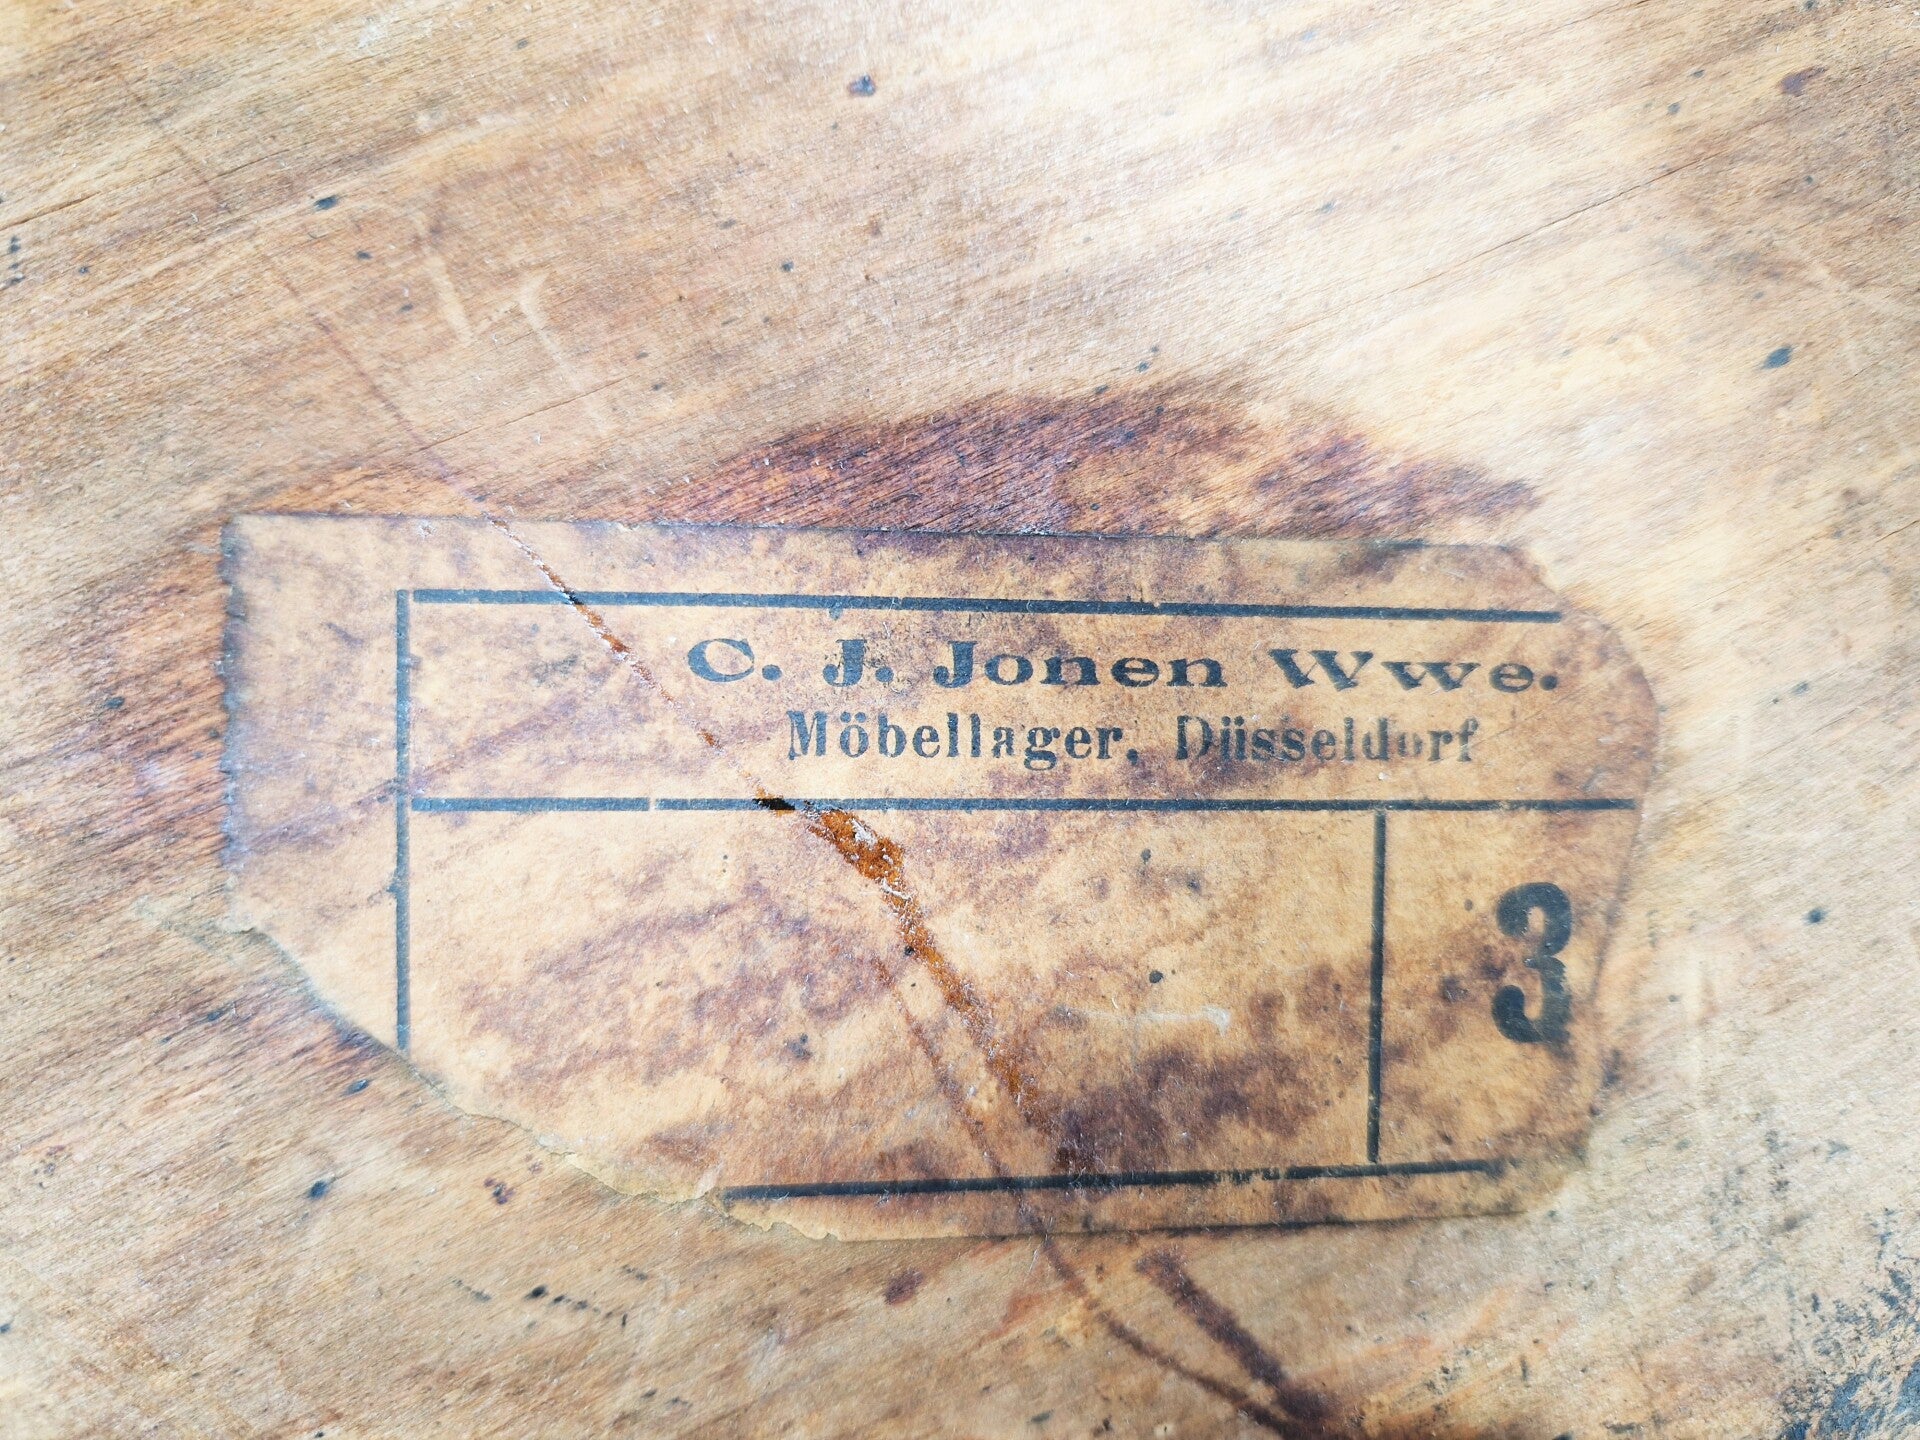 C. J. Jonen Wwe.
Möbellager, Düsseldorf
3